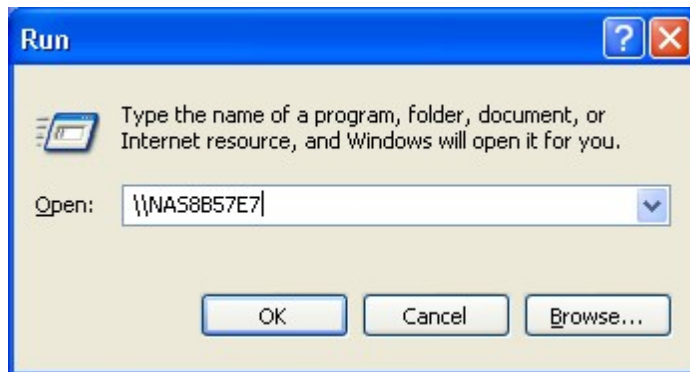 Run
Type the name of a program, folder, document, or
Internet resource, and Windows will open it for you.
Open: \\NAS8B57E7
OK Cancel Browse...